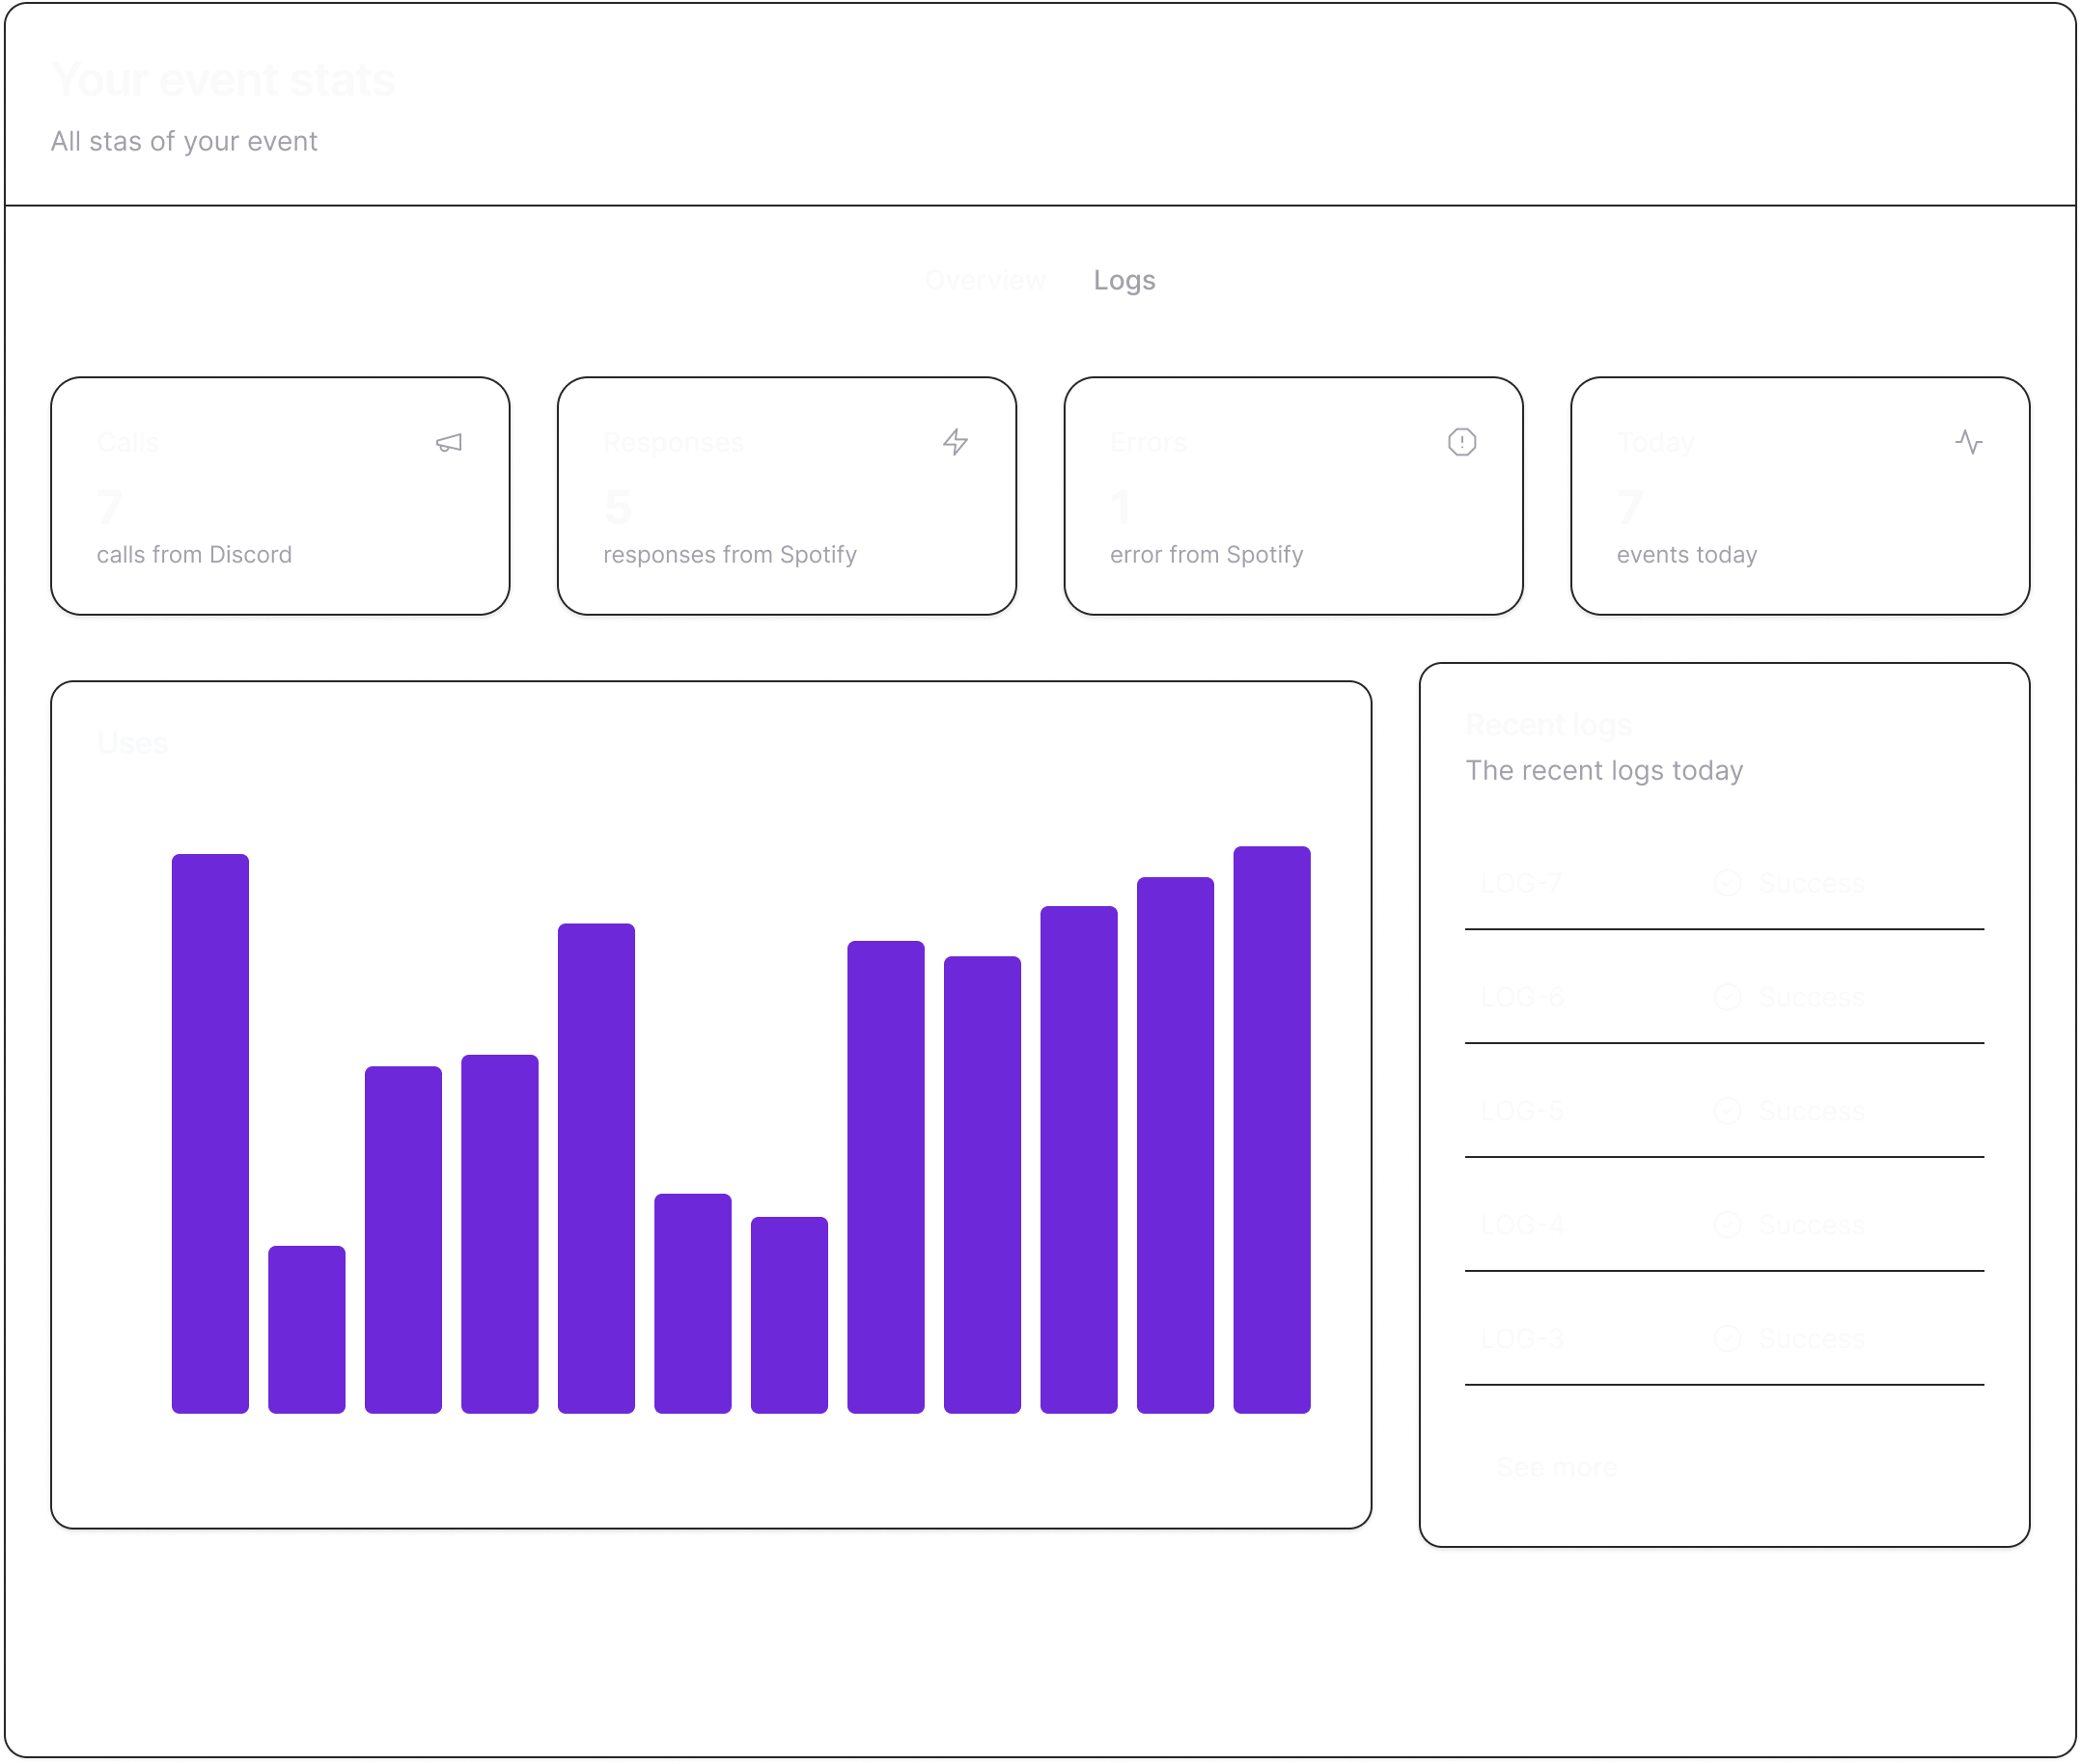 Your event stats
All stas of your event
Overview Logs
Calls
7
calls from Discord
Responses
5
responses from Spotify
Errors
1
error from Spotify
Today
7
events today
Uses
Recent logs
The recent logs today
LOG-7 Success
LOG-6 Success
LOG-5 Success
LOG-4 Success
LOG-3 Success
See more